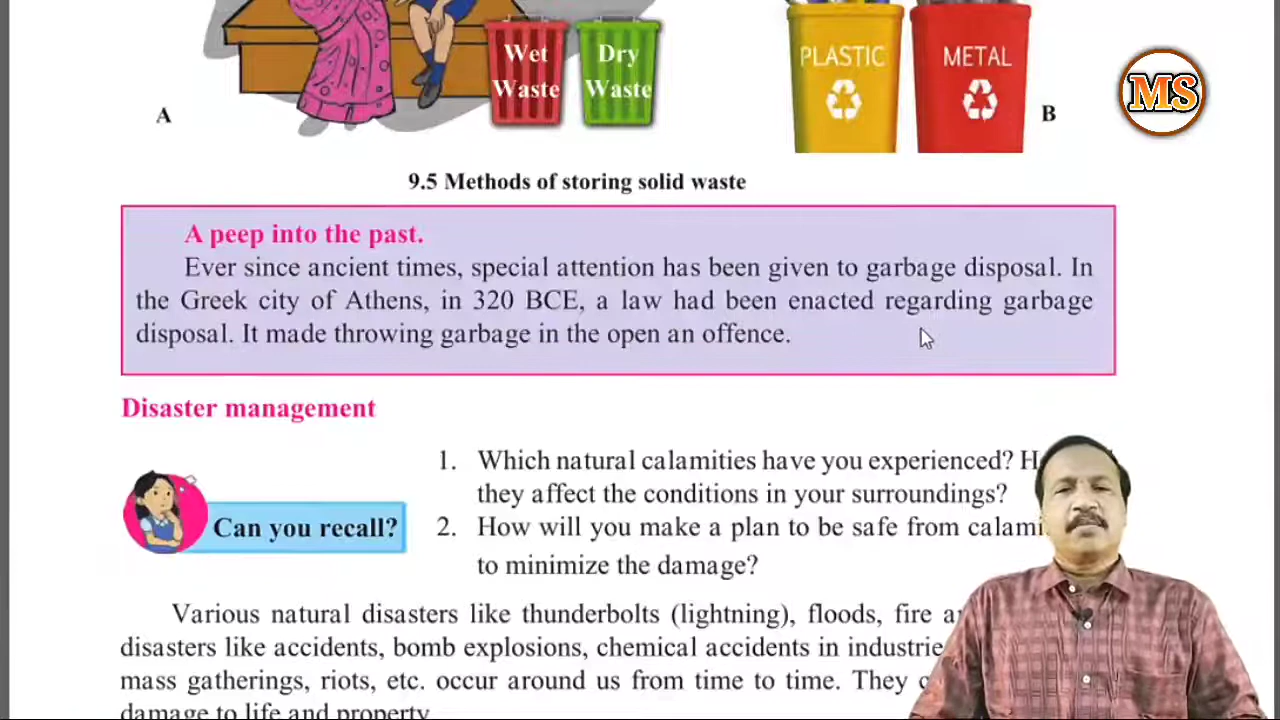 Wet
Waste
Dry
Waste
PLASTIC
METAL
MS
A
B
9.5 Methods of storing solid waste
A peep into the past.
Ever since ancient times, special attention has been given to garbage disposal. In
the Greek city of Athens, in 320 BCE, a law had been enacted regarding garbage
disposal. It made throwing garbage in the open an offence.
Disaster management
Can you recall?
1. Which natural calamities have you experienced?
they affect the conditions in your surroundings?
2. How will you make a plan to be safe from
to minimize the damage?
Various natural disasters like thunderbolts (lightning), floods, fire
disasters like accidents, bomb explosions, chemical accidents in
mass gatherings, riots, etc. occur around us from time to time. They
damage to life and property